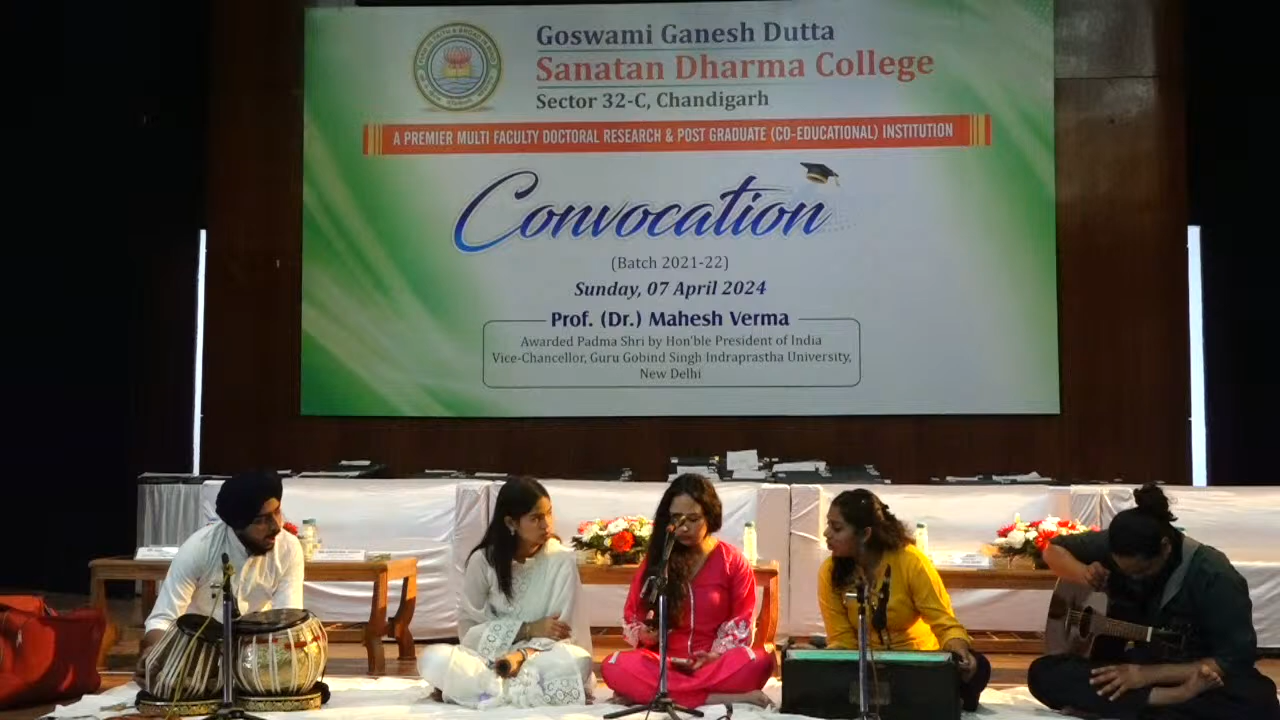 Goswami Ganesh Dutta
Sanatan Dharma College
Sector 32-C, Chandigarh
A PREMIER MULTI FACULTY DOCTORAL RESEARCH & POST GRADUATE (CO-EDUCATIONAL) INSTITUTION
Convocation
(Batch 2021-22)
Sunday, 07 April 2024
Prof. (Dr.) Mahesh Verma
Awarded Padma Shri by Hon'ble President of India
Vice-Chancellor, Guru Gobind Singh Indraprastha University,
New Delhi